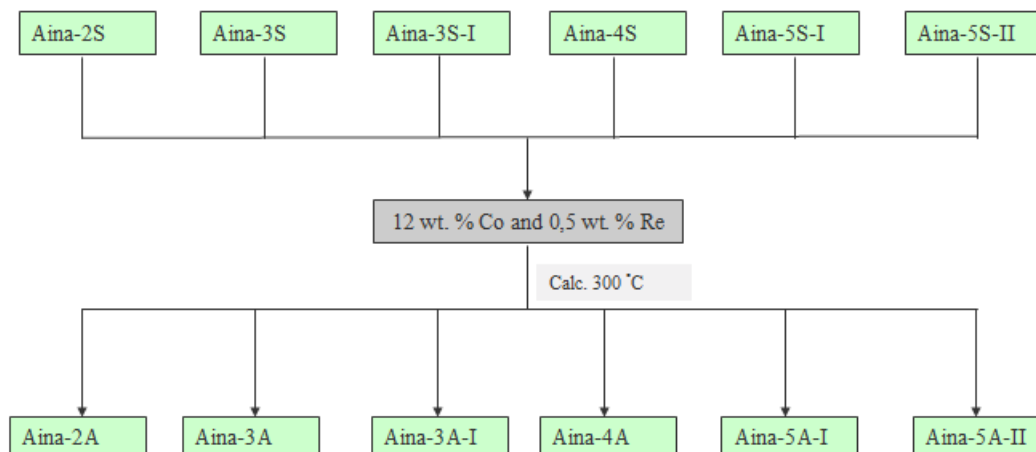 Aina-2S
Aina-3S
Aina-3S-I
Aina-4S
Aina-5S-I
Aina-5S-II
12 wt. % Co and 0,5 wt. % Re
Calc. 300 ˚C
Aina-2A
Aina-3A
Aina-3A-I
Aina-4A
Aina-5A-I
Aina-5A-II